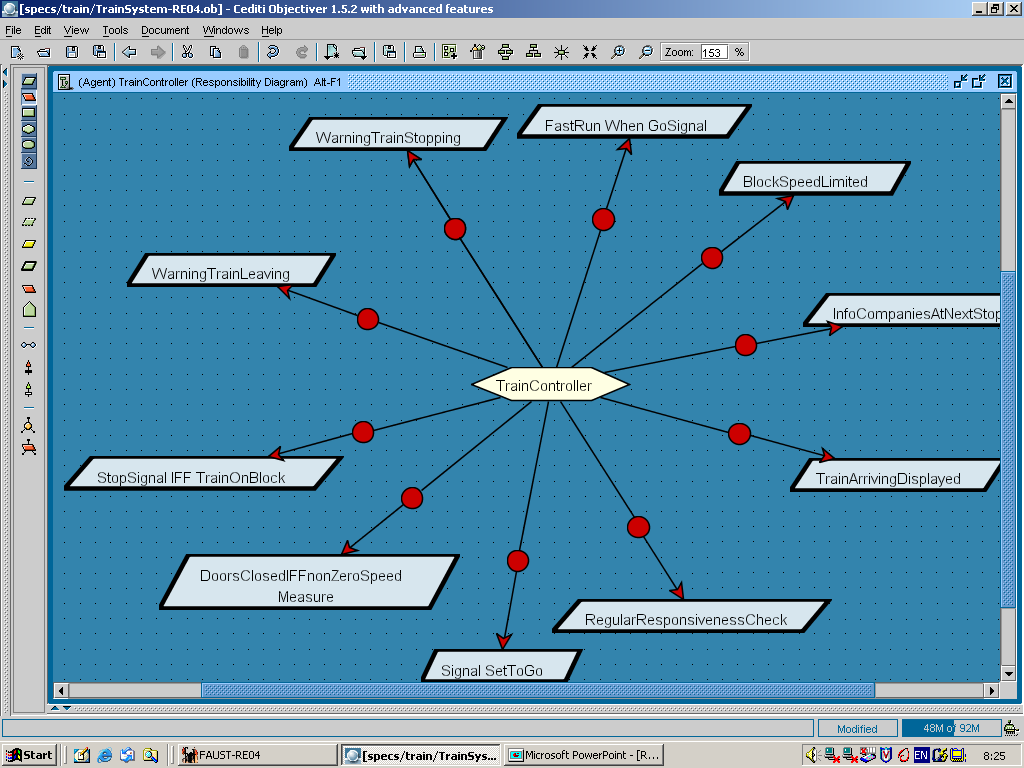 [specs/train/TrainSystem-RE04.ob] - Cediti Objectiver 1.5.2 with advanced features
File Edit View Tools Document Windows Help
Zoom: 153 %
(Agent) TrainController (Responsibility Diagram) Alt-F1
FastRun When GoSignal
WarningTrainStopping
BlockSpeedLimited
WarningTrainLeaving
InfoCompaniesAtNextStop
TrainController
StopSignal IFF TrainOnBlock
TrainArrivingDisplayed
DoorsClosedIFFnonZeroSpeed
Measure
RegularResponsivenessCheck
Signal SetToGo
Modified
48M of 92M
Start
FAUST-RE04
[specs/train/TrainSys...
Microsoft PowerPoint - [R...
EN
8:25